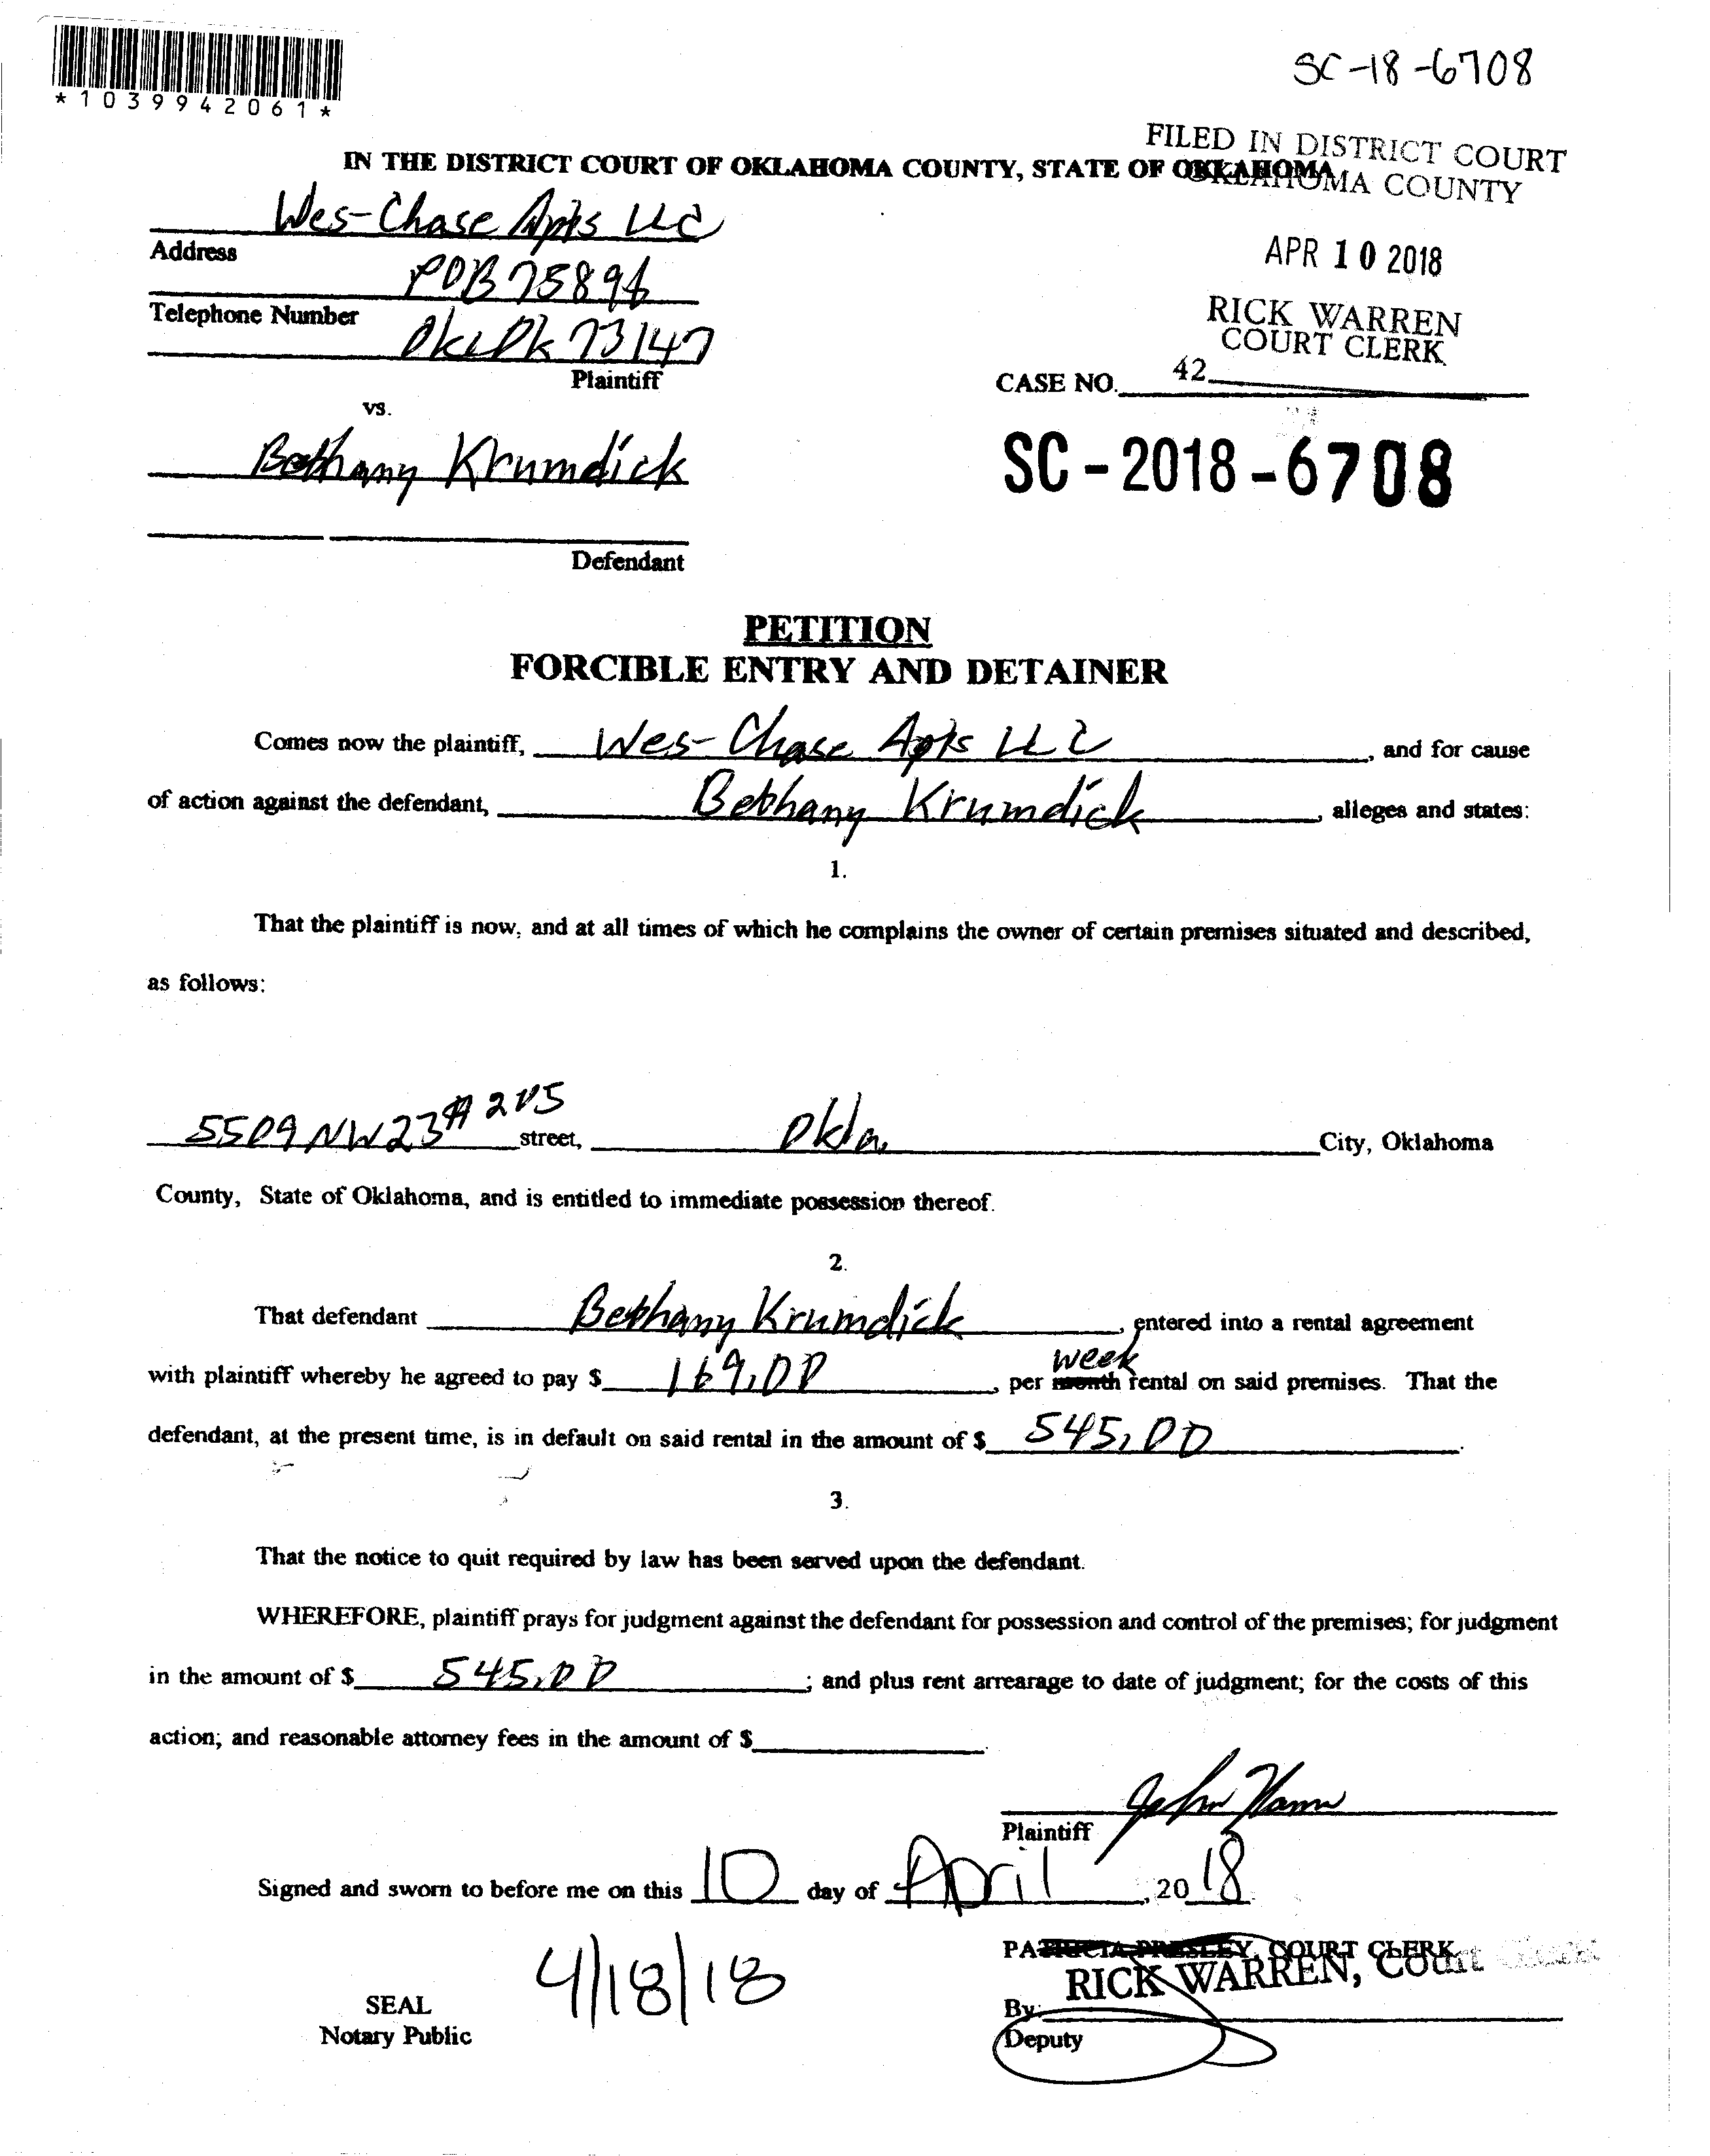 *1039942061*
SC-18-6708
FILED IN DISTRICT COURT
OKLAHOMA COUNTY
IN THE DISTRICT COURT OF OKLAHOMA COUNTY, STATE OF OKLAHOMA
Wes-Chase Apts LLC
Address
POB 75894
APR 10 2018
Telephone Number
RICK WARREN
COURT CLERK
OKC OK 73147
Plaintiff
CASE NO. 42
vs.
Bethany Krumdick
SC-2018-6708
Defendant
PETITION
FORCIBLE ENTRY AND DETAINER
Comes now the plaintiff, Wes-Chase Apts LLC, and for cause
of action against the defendant, Bethany Krumdick, alleges and states:
1.
That the plaintiff is now, and at all times of which he complains the owner of certain premises situated and described,
as follows:
5509 NW 23 # 205 street, Okla. City, Oklahoma
County, State of Oklahoma, and is entitled to immediate possession thereof.
2.
That defendant Bethany Krumdick, entered into a rental agreement
with plaintiff whereby he agreed to pay $ 169.00, per month week rental on said premises. That the
defendant, at the present time, is in default on said rental in the amount of $ 545.00.
3.
That the notice to quit required by law has been served upon the defendant.
WHEREFORE, plaintiff prays for judgment against the defendant for possession and control of the premises; for judgment
in the amount of $ 545.00; and plus rent arrearage to date of judgment; for the costs of this
action; and reasonable attorney fees in the amount of $.
Plaintiff
Signed and sworn to before me on this 10 day of April, 2018
4/18/18
PATRICIA PRESLEY, COURT CLERK
RICK WARREN, Court Clerk
SEAL
By:
Notary Public
Deputy